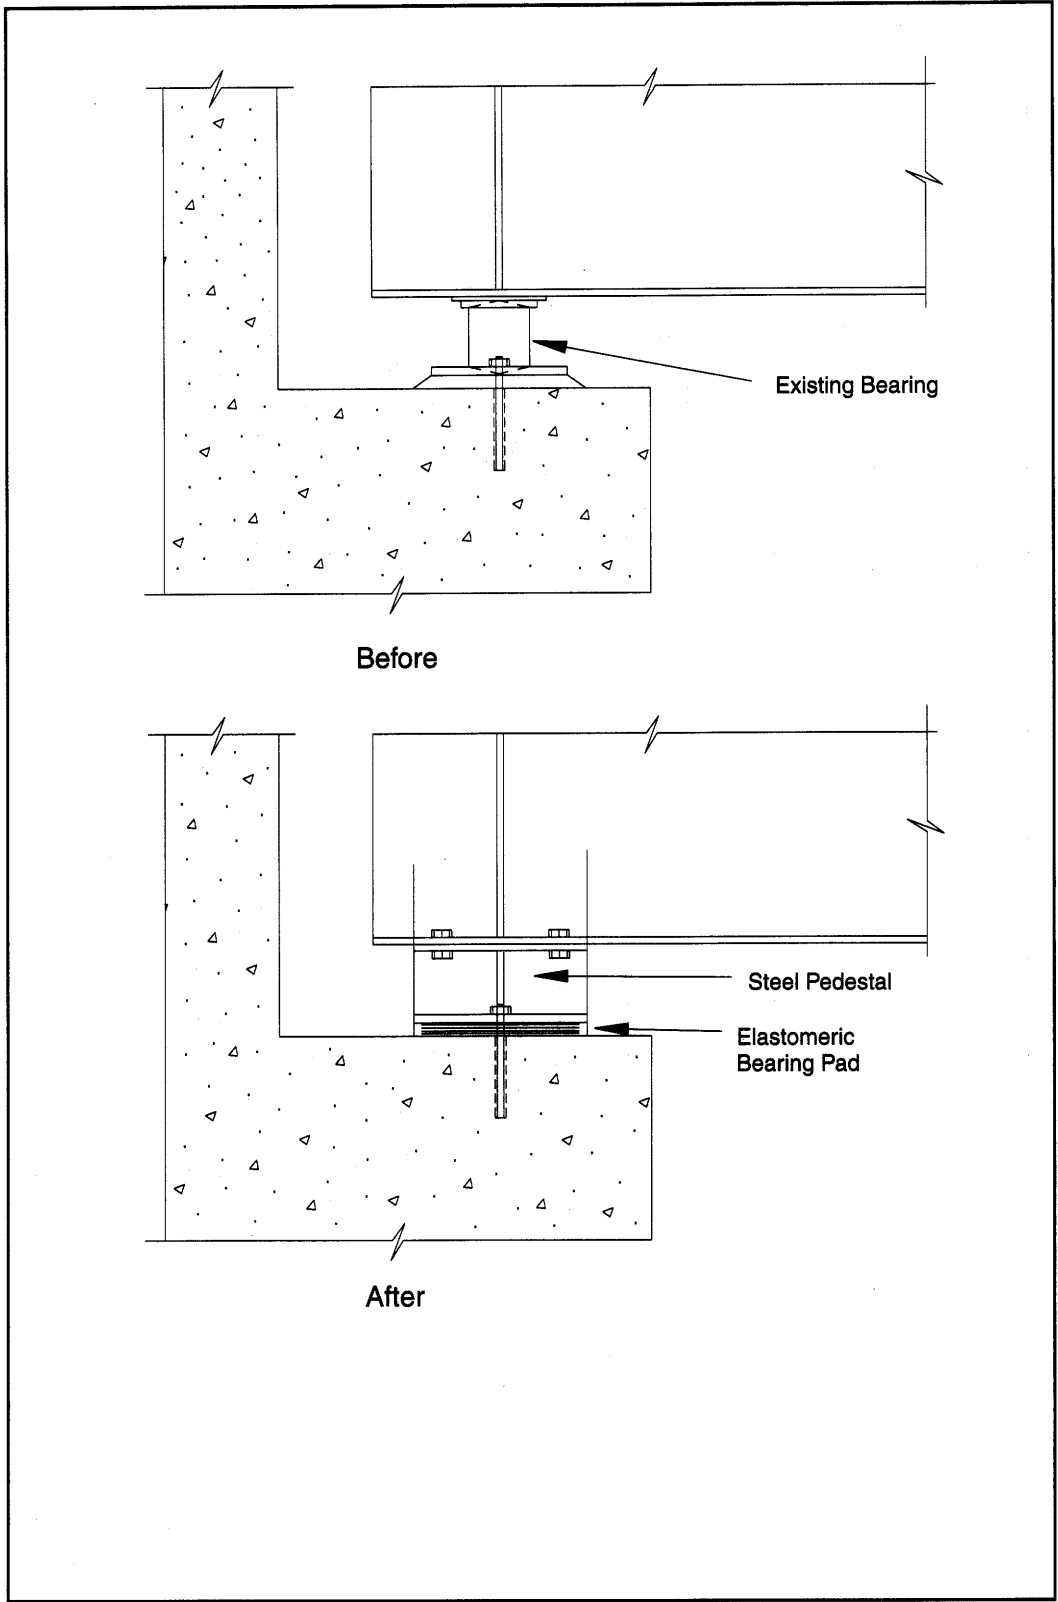 Existing Bearing
Before
Steel Pedestal
Elastomeric
Bearing Pad
After